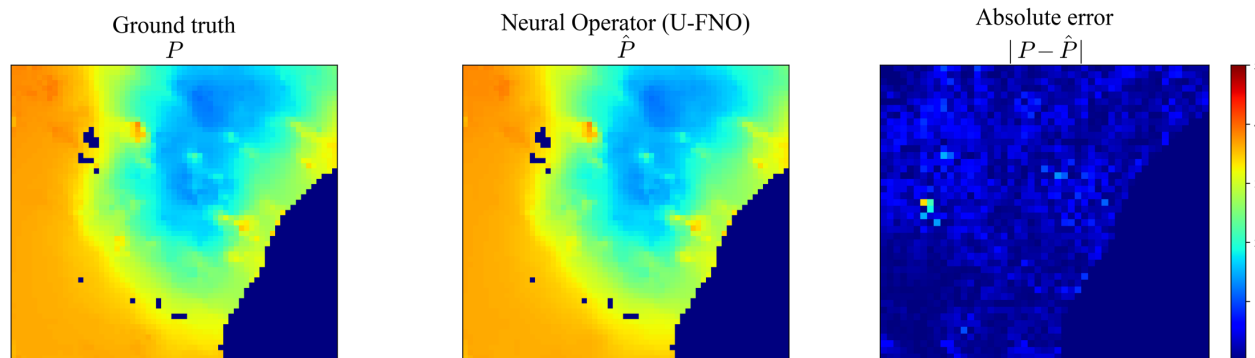 Ground truth
P
Neural Operator (U-FNO)
P̂
Absolute error
|P − P̂|